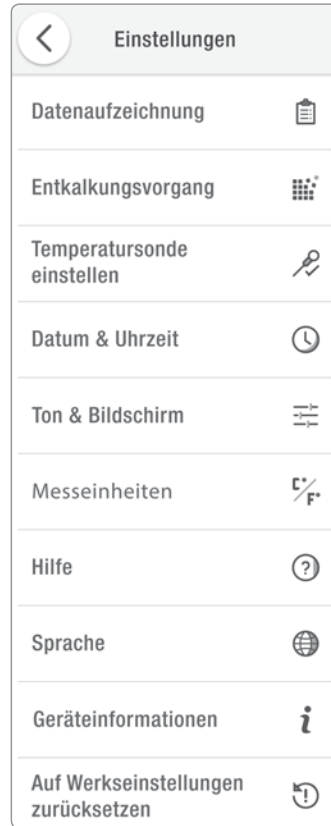 Einstellungen
Datenaufzeichnung
Entkalkungsvorgang
Temperatursonde
einstellen
Datum & Uhrzeit
Ton & Bildschirm
Messeinheiten
C°/F°
Hilfe
Sprache
Geräteinformationen
Auf Werkseinstellungen
zurücksetzen